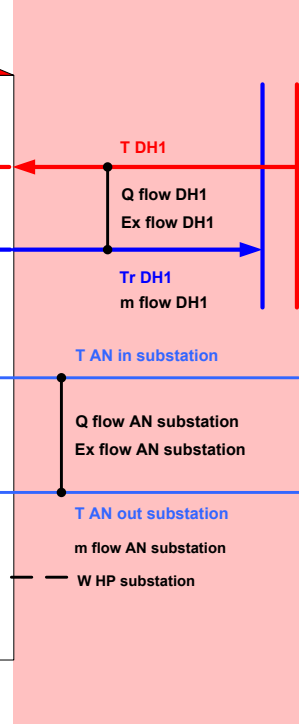 T DH1
Q flow DH1
Ex flow DH1
Tr DH1
m flow DH1
T AN in substation
Q flow AN substation
Ex flow AN substation
T AN out substation
m flow AN substation
W HP substation